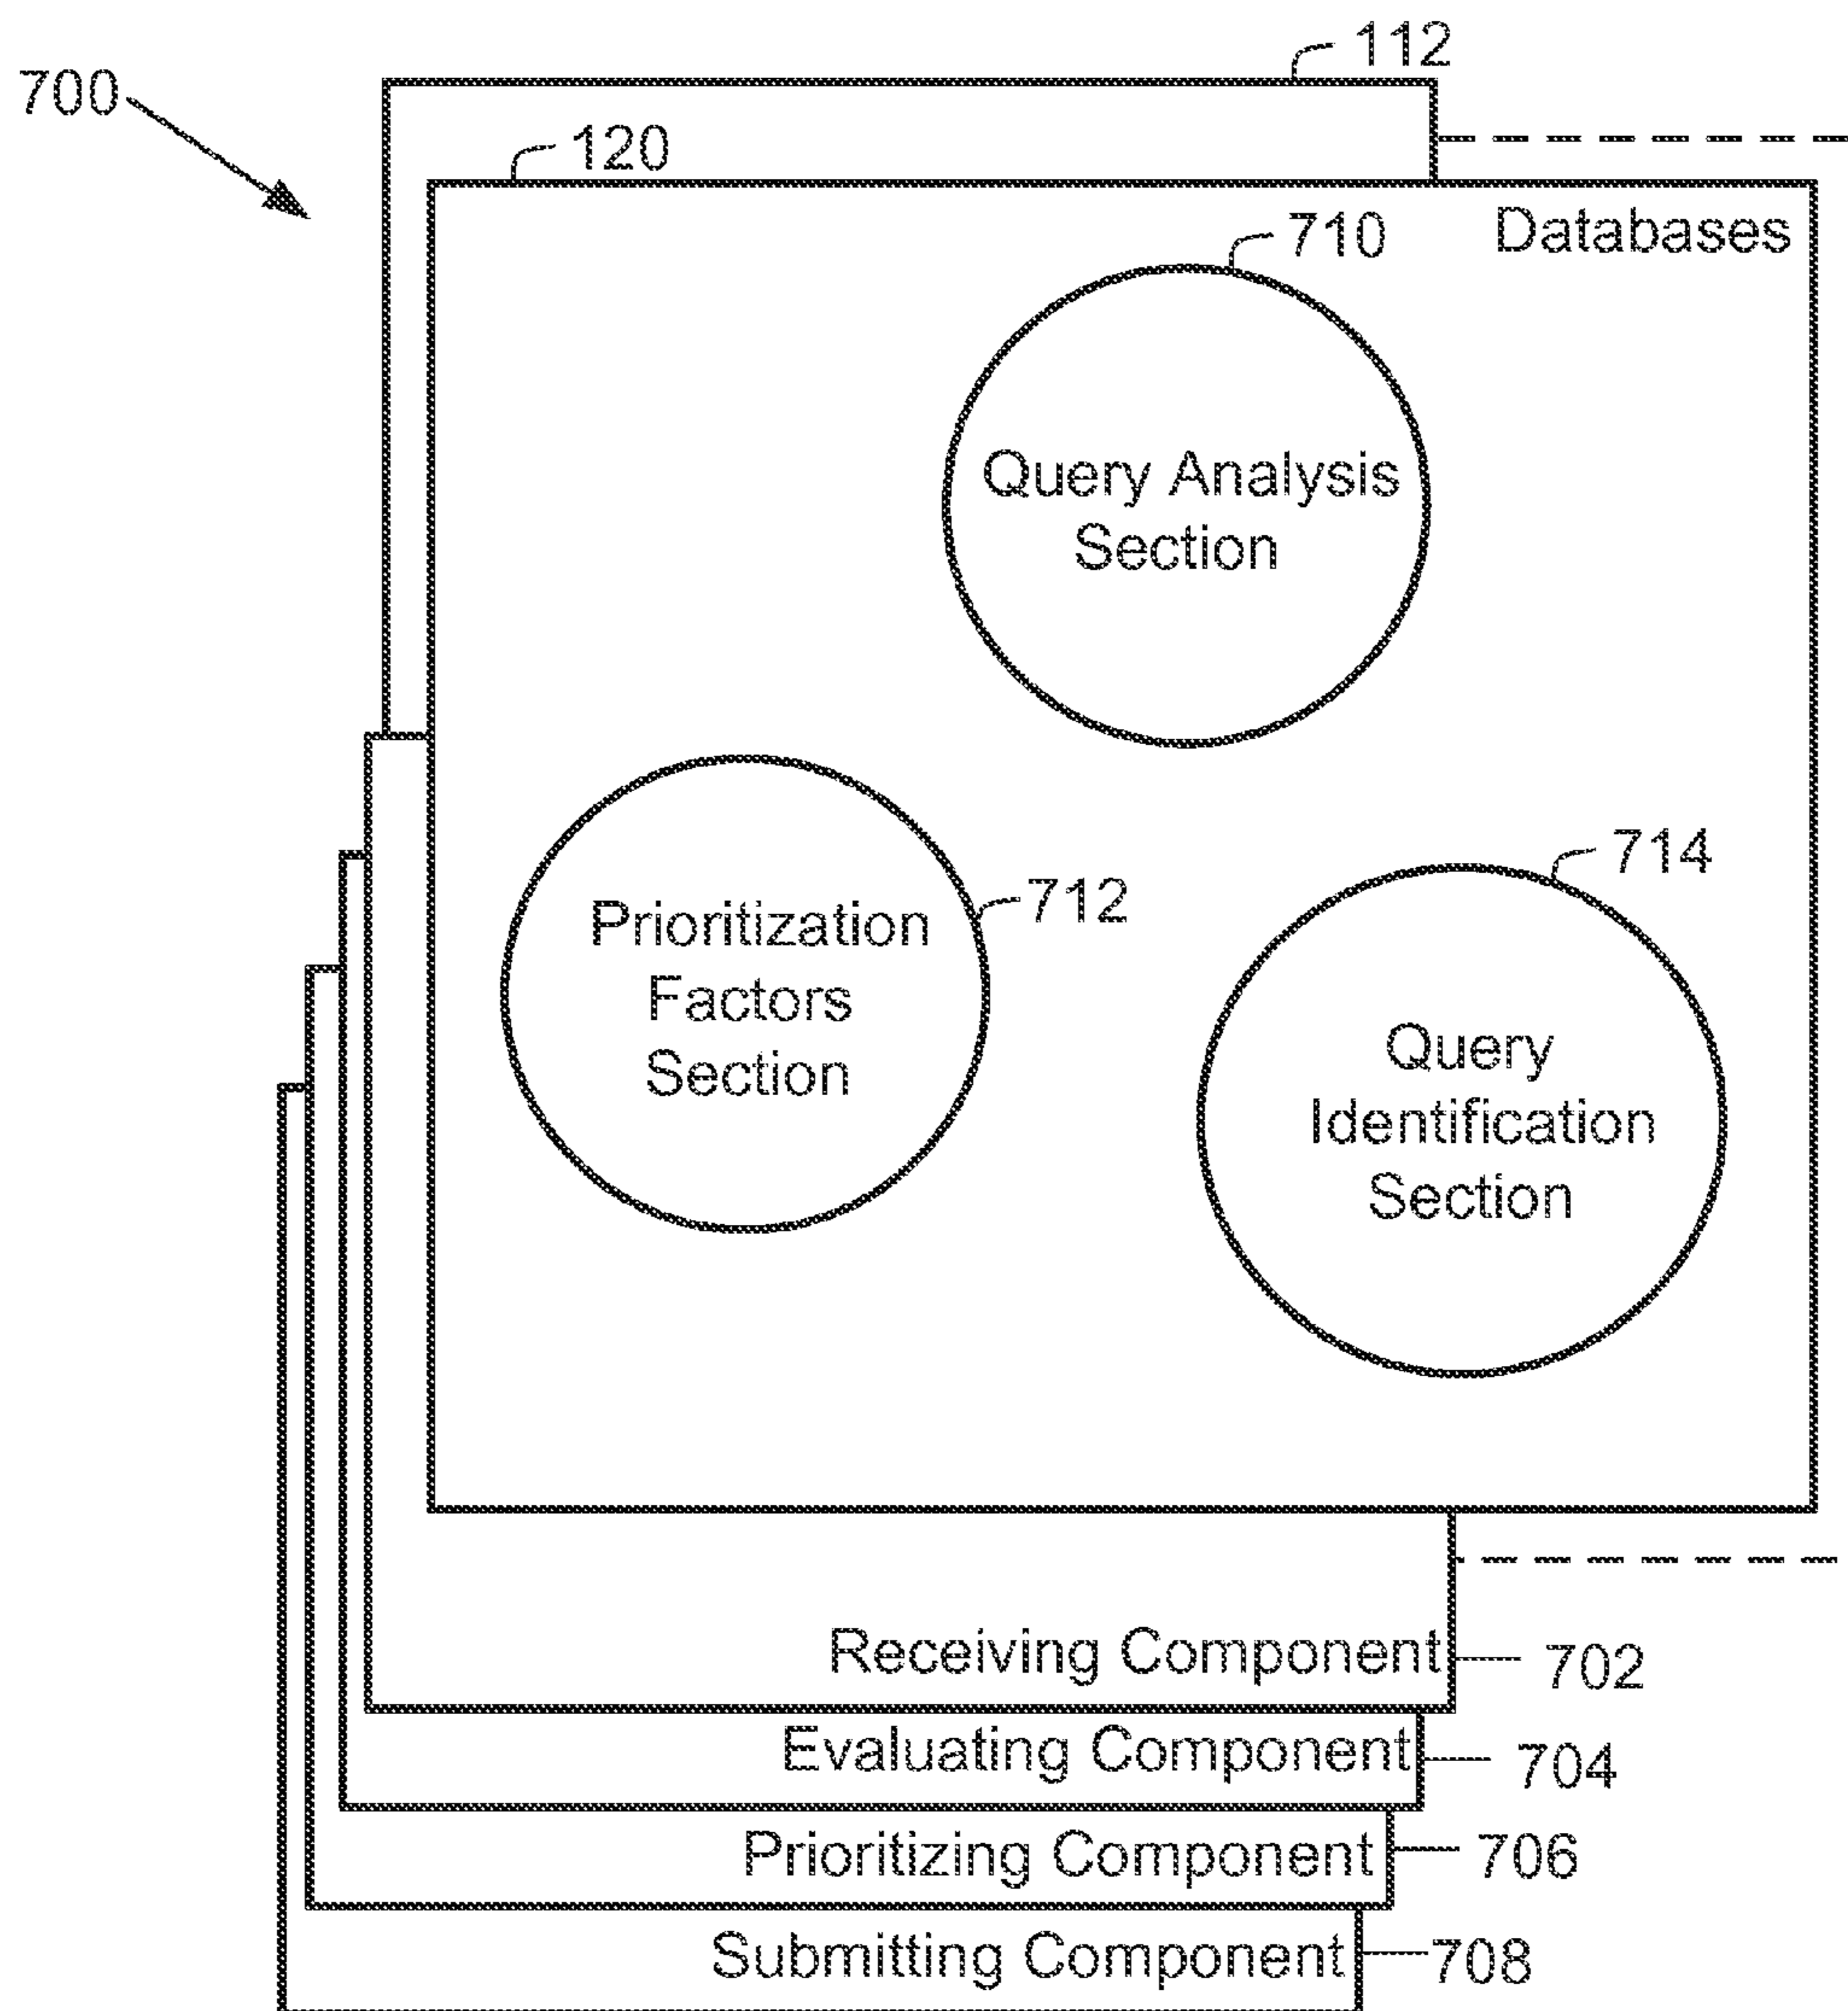 112
700
120
Databases
710
Query Analysis
Section
714
712
Prioritization
Factors
Section
Query
Identification
Section
Receiving Component
702
Evaluating Component
704
Prioritizing Component
706
Submitting Component
708